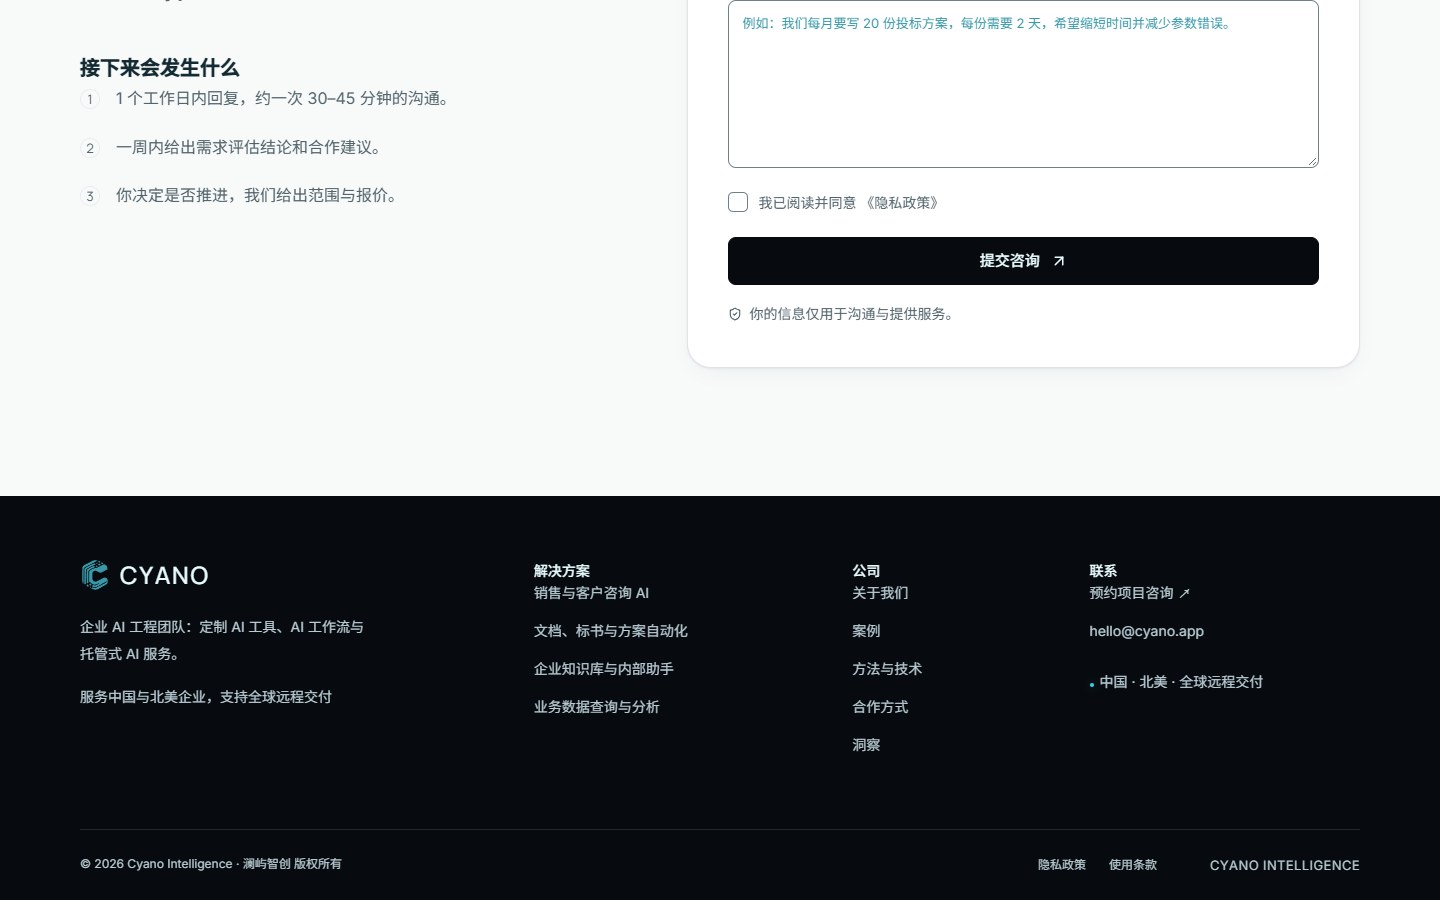 接下来会发生什么
1 1 个工作日内回复，约一次 30–45 分钟的沟通。
2 一周内给出需求评估结论和合作建议。
3 你决定是否推进，我们给出范围与报价。
例如：我们每月要写 20 份投标方案，每份需要 2 天，希望缩短时间并减少参数错误。
我已阅读并同意 《隐私政策》
提交咨询
你的信息仅用于沟通与提供服务。
CYANO
企业 AI 工程团队：定制 AI 工具、AI 工作流与
托管式 AI 服务。
服务中国与北美企业，支持全球远程交付
解决方案
销售与客户咨询 AI
文档、标书与方案自动化
企业知识库与内部助手
业务数据查询与分析
公司
关于我们
案例
方法与技术
合作方式
洞察
联系
预约项目咨询 ↗
hello@cyano.app
中国 · 北美 · 全球远程交付
© 2026 Cyano Intelligence · 澜屿智创 版权所有
隐私政策 使用条款 CYANO INTELLIGENCE